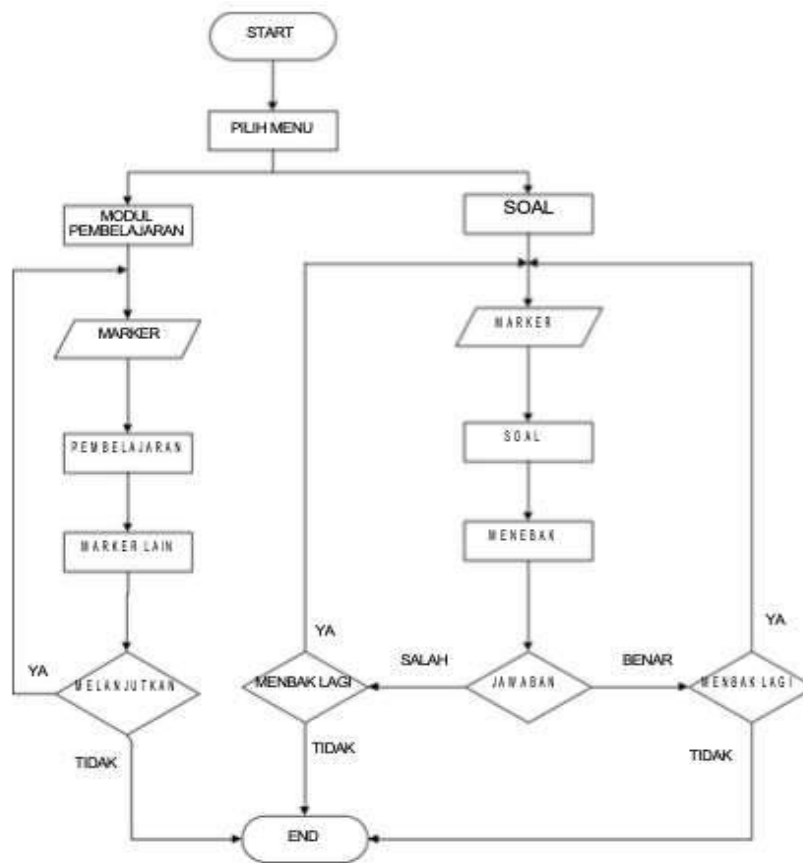 START
PILIH MENU
MODUL
PEMBELAJARAN
SOAL
MARKER
MARKER
PEMBELAJARAN
SOAL
MARKER LAIN
MENEBAK
YA
MELANJUTKAN
TIDAK
YA
MENBAK LAGI
TIDAK
SALAH
JAWABAN
BENAR
YA
MENBAK LAGI
TIDAK
END